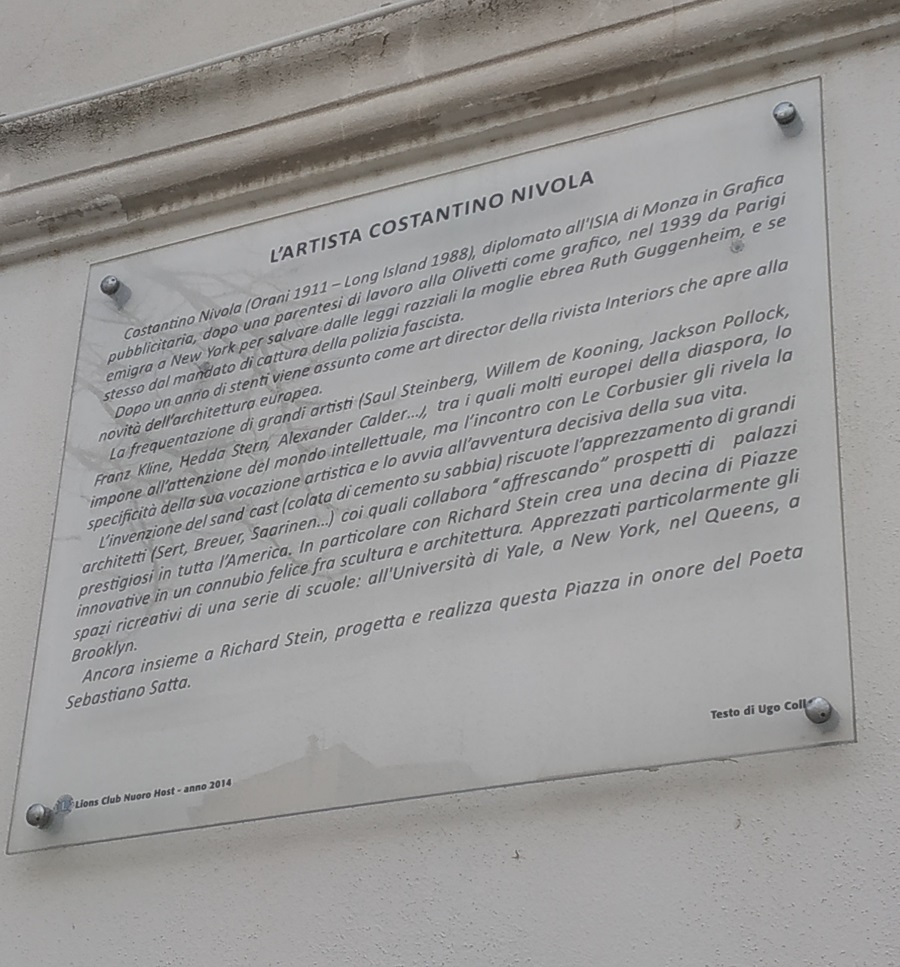 L'ARTISTA COSTANTINO NIVOLA
Costantino Nivola (Orani 1911 – Long Island 1988), diplomato all'ISIA di Monza in Grafica
pubblicitaria, dopo una parentesi di lavoro alla Olivetti come grafico, nel 1939 da Parigi
emigra a New York per salvare dalle leggi razziali la moglie ebrea Ruth Guggenheim, e se
stesso dal mandato di cattura della polizia fascista.
Dopo un anno di stenti viene assunto come art director della rivista Interiors che apre alla
novità dell'architettura europea.
La frequentazione di grandi artisti (Saul Steinberg, Willem de Kooning, Jackson Pollock,
Franz Kline, Hedda Stern, Alexander Calder...), tra i quali molti europei della diaspora, lo
impone all'attenzione del mondo intellettuale, ma l'incontro con Le Corbusier gli rivela la
specificità della sua vocazione artistica e lo avvia all'avventura decisiva della sua vita.
L'invenzione del sand cast (colata di cemento su sabbia) riscuote l'apprezzamento di grandi
architetti (Sert, Breuer, Saarinen...) coi quali collabora "affrescando" prospetti di palazzi
prestigiosi in tutta l'America. In particolare con Richard Stein crea una decina di Piazze
innovative in un connubio felice fra scultura e architettura. Apprezzati particolarmente gli
spazi ricreativi di una serie di scuole: all'Università di Yale, a New York, nel Queens, a
Brooklyn.
Ancora insieme a Richard Stein, progetta e realizza questa Piazza in onore del Poeta
Sebastiano Satta.
Testo di Ugo
Lions Club Nuoro Host - anno 2014